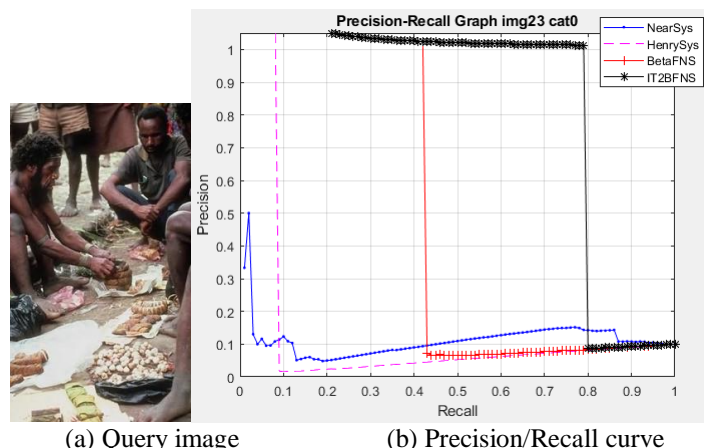 Precision-Recall Graph img23 cat0
NearSys
HenrySys
BetaFNS
IT2BFNS
Precision
1
0.9
0.8
0.7
0.6
0.5
0.4
0.3
0.2
0.1
0
0 0.1 0.2 0.3 0.4 0.5 0.6 0.7 0.8 0.9 1
Recall
(a) Query image (b) Precision/Recall curve